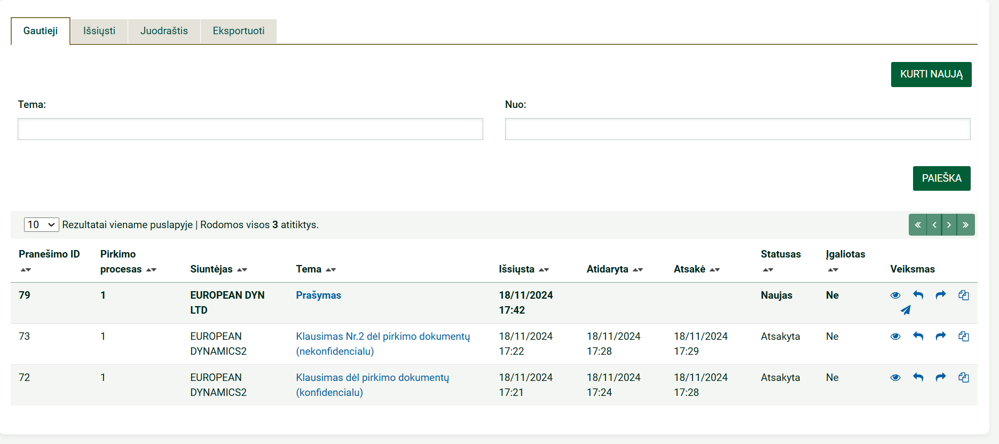 Gautieji Išsiųsti Juodraštis Eksportuoti
KURTI NAUJĄ
Tema: Nuo:
PAIEŠKA
10 Rezultatai viename puslapyje | Rodomos visos 3 atitiktys. « ‹ › »
Pranešimo ID Pirkimo procesas Siuntėjas Tema Išsiųsta Atidaryta Atsakė Statusas Įgaliotas Veiksmas
79 1 EUROPEAN DYN Prašymas 18/11/2024 Naujas Ne
LTD 17:42
73 1 EUROPEAN Klausimas Nr.2 dėl pirkimo dokumentų 18/11/2024 18/11/2024 18/11/2024 Atsakyta Ne
DYNAMICS2 (nekonfidencialu) 17:22 17:28 17:29
72 1 EUROPEAN Klausimas dėl pirkimo dokumentų 18/11/2024 18/11/2024 18/11/2024 Atsakyta Ne
DYNAMICS2 (konfidencialu) 17:21 17:24 17:28